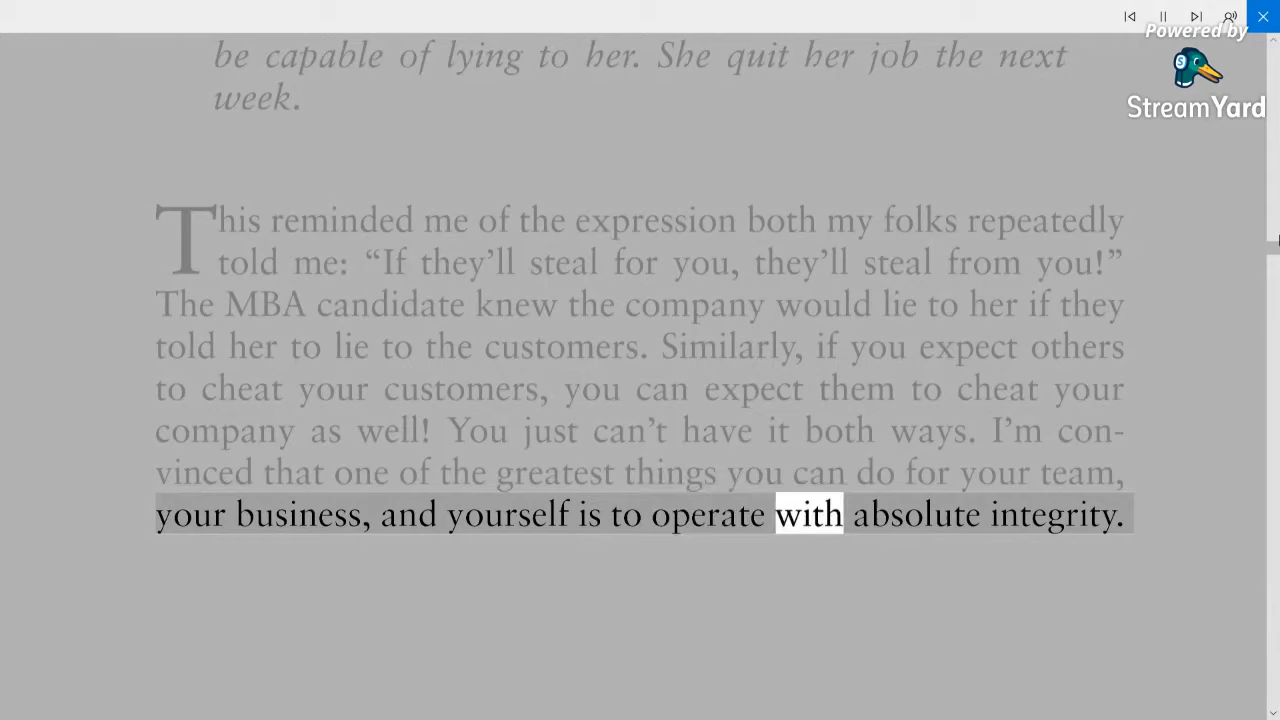 Powered by
StreamYard
be capable of lying to her. She quit her job the next
week.
This reminded me of the expression both my folks repeatedly
told me: “If they’ll steal for you, they’ll steal from you!”
The MBA candidate knew the company would lie to her if they
told her to lie to the customers. Similarly, if you expect others
to cheat your customers, you can expect them to cheat your
company as well! You just can’t have it both ways. I’m con-
vinced that one of the greatest things you can do for your team,
your business, and yourself is to operate with absolute integrity.